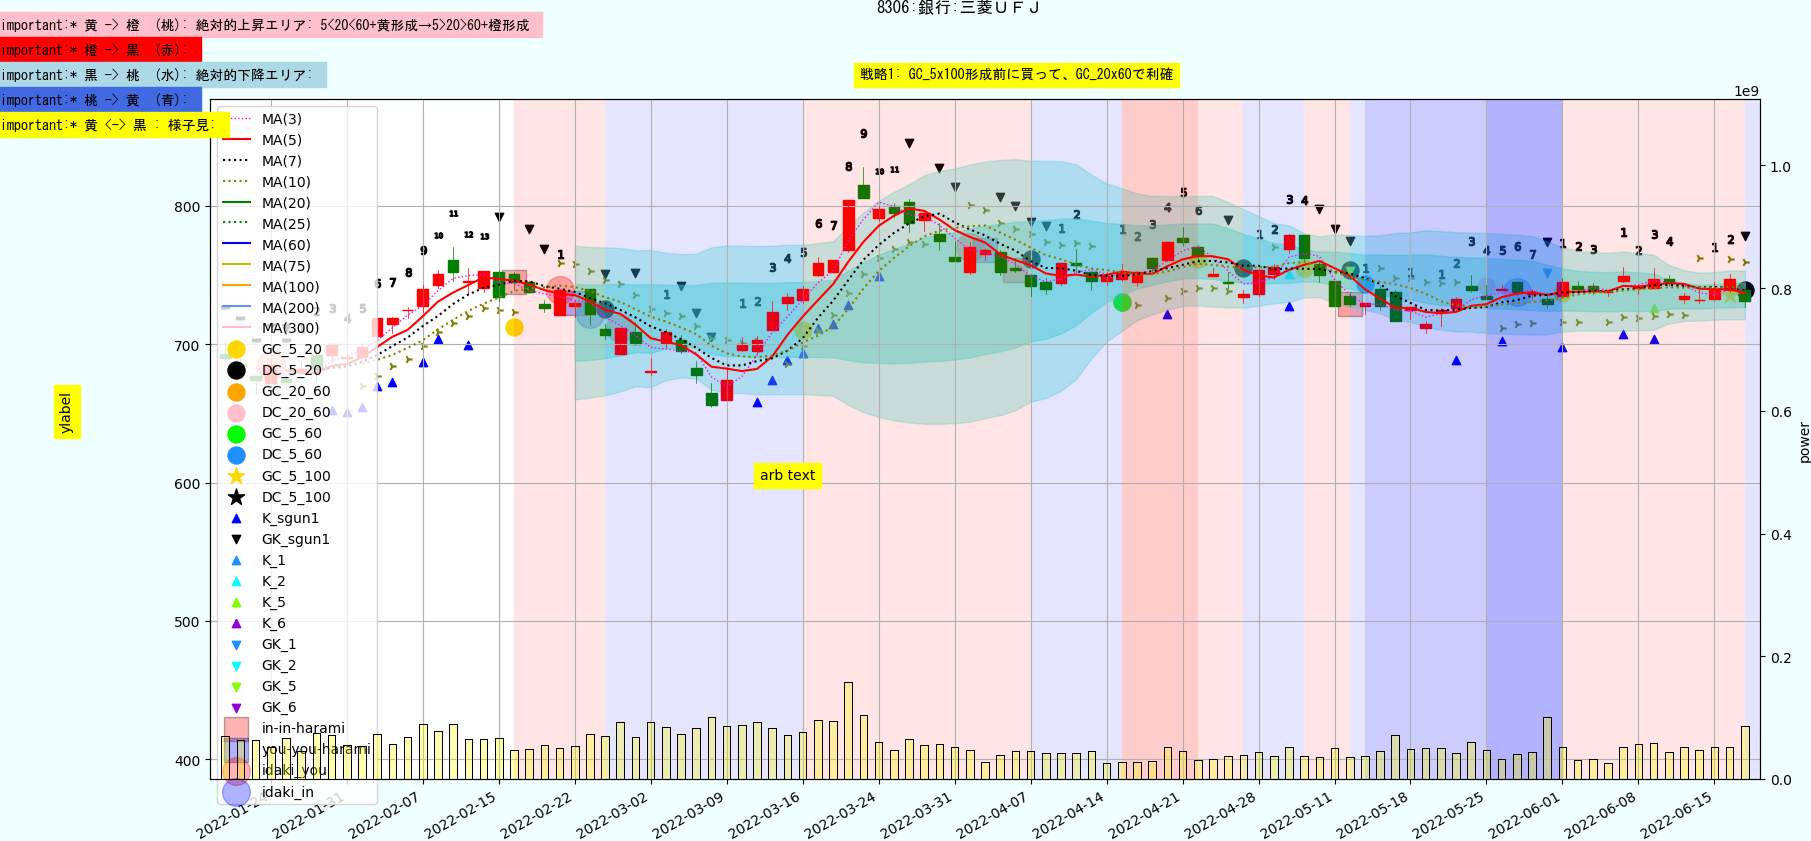 8306:銀行:三菱ＵＦＪ
important:* 黄 -> 橙 (桃): 絶対的上昇エリア: 5<20<60+黄形成→5>20>60+橙形成
important:* 橙 -> 黒 (赤):
important:* 黒 -> 桃 (水): 絶対的下降エリア:
戦略1: GC_5x100形成前に買って、GC_20x60で利確
important:* 桃 -> 黄 (青):
important:* 黄 <-> 黒 : 様子見:
1e9
MA(3)
MA(5)
MA(7)
MA(10)
MA(20)
MA(25)
MA(60)
MA(75)
MA(100)
MA(200)
MA(300)
GC_5_20
DC_5_20
GC_20_60
DC_20_60
GC_5_60
DC_5_60
GC_5_100
DC_5_100
K_sgun1
GK_sgun1
K_1
K_2
K_5
K_6
GK_1
GK_2
GK_5
GK_6
in-in-harami
you-you-harami
idaki_you
idaki_in
ylabel
arb text
power
800
700
600
500
400
1.0
0.8
0.6
0.4
0.2
0.0
2022-01-24
2022-01-31
2022-02-07
2022-02-15
2022-02-22
2022-03-02
2022-03-09
2022-03-16
2022-03-24
2022-03-31
2022-04-07
2022-04-14
2022-04-21
2022-04-28
2022-05-11
2022-05-18
2022-05-25
2022-06-01
2022-06-08
2022-06-15